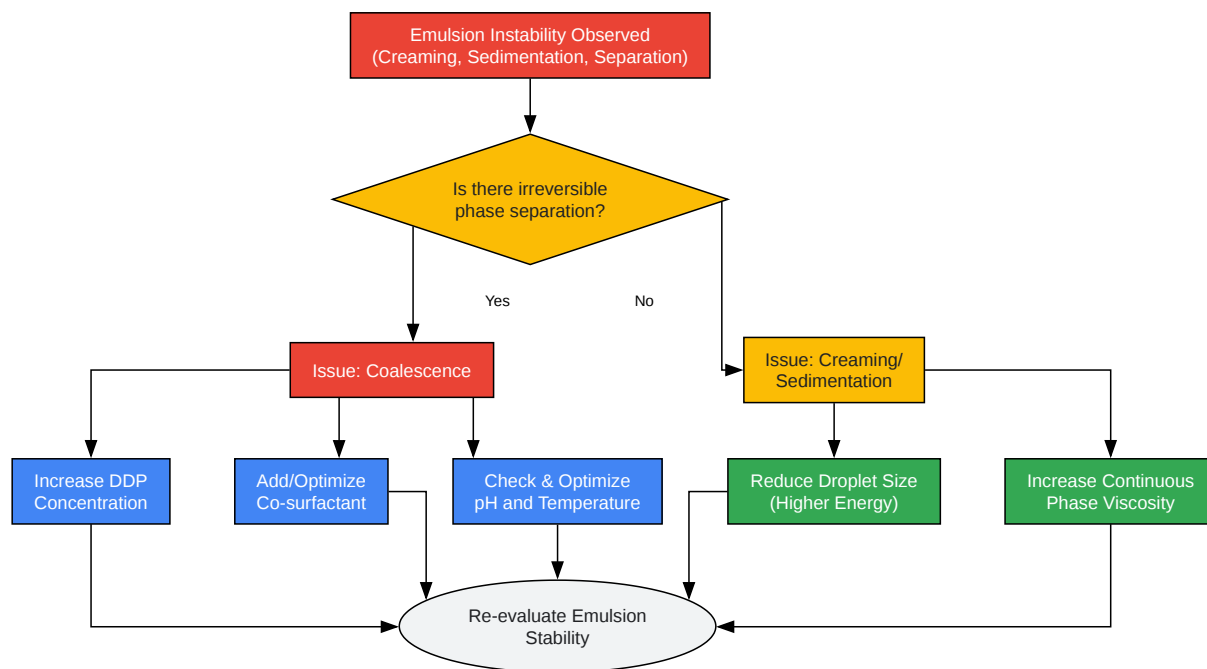 Emulsion Instability Observed
(Creaming, Sedimentation, Separation)
Is there irreversible
phase separation?
Yes
No
Issue: Coalescence
Issue: Creaming/
Sedimentation
Increase DDP
Concentration
Add/Optimize
Co-surfactant
Check & Optimize
pH and Temperature
Reduce Droplet Size
(Higher Energy)
Increase Continuous
Phase Viscosity
Re-evaluate Emulsion
Stability